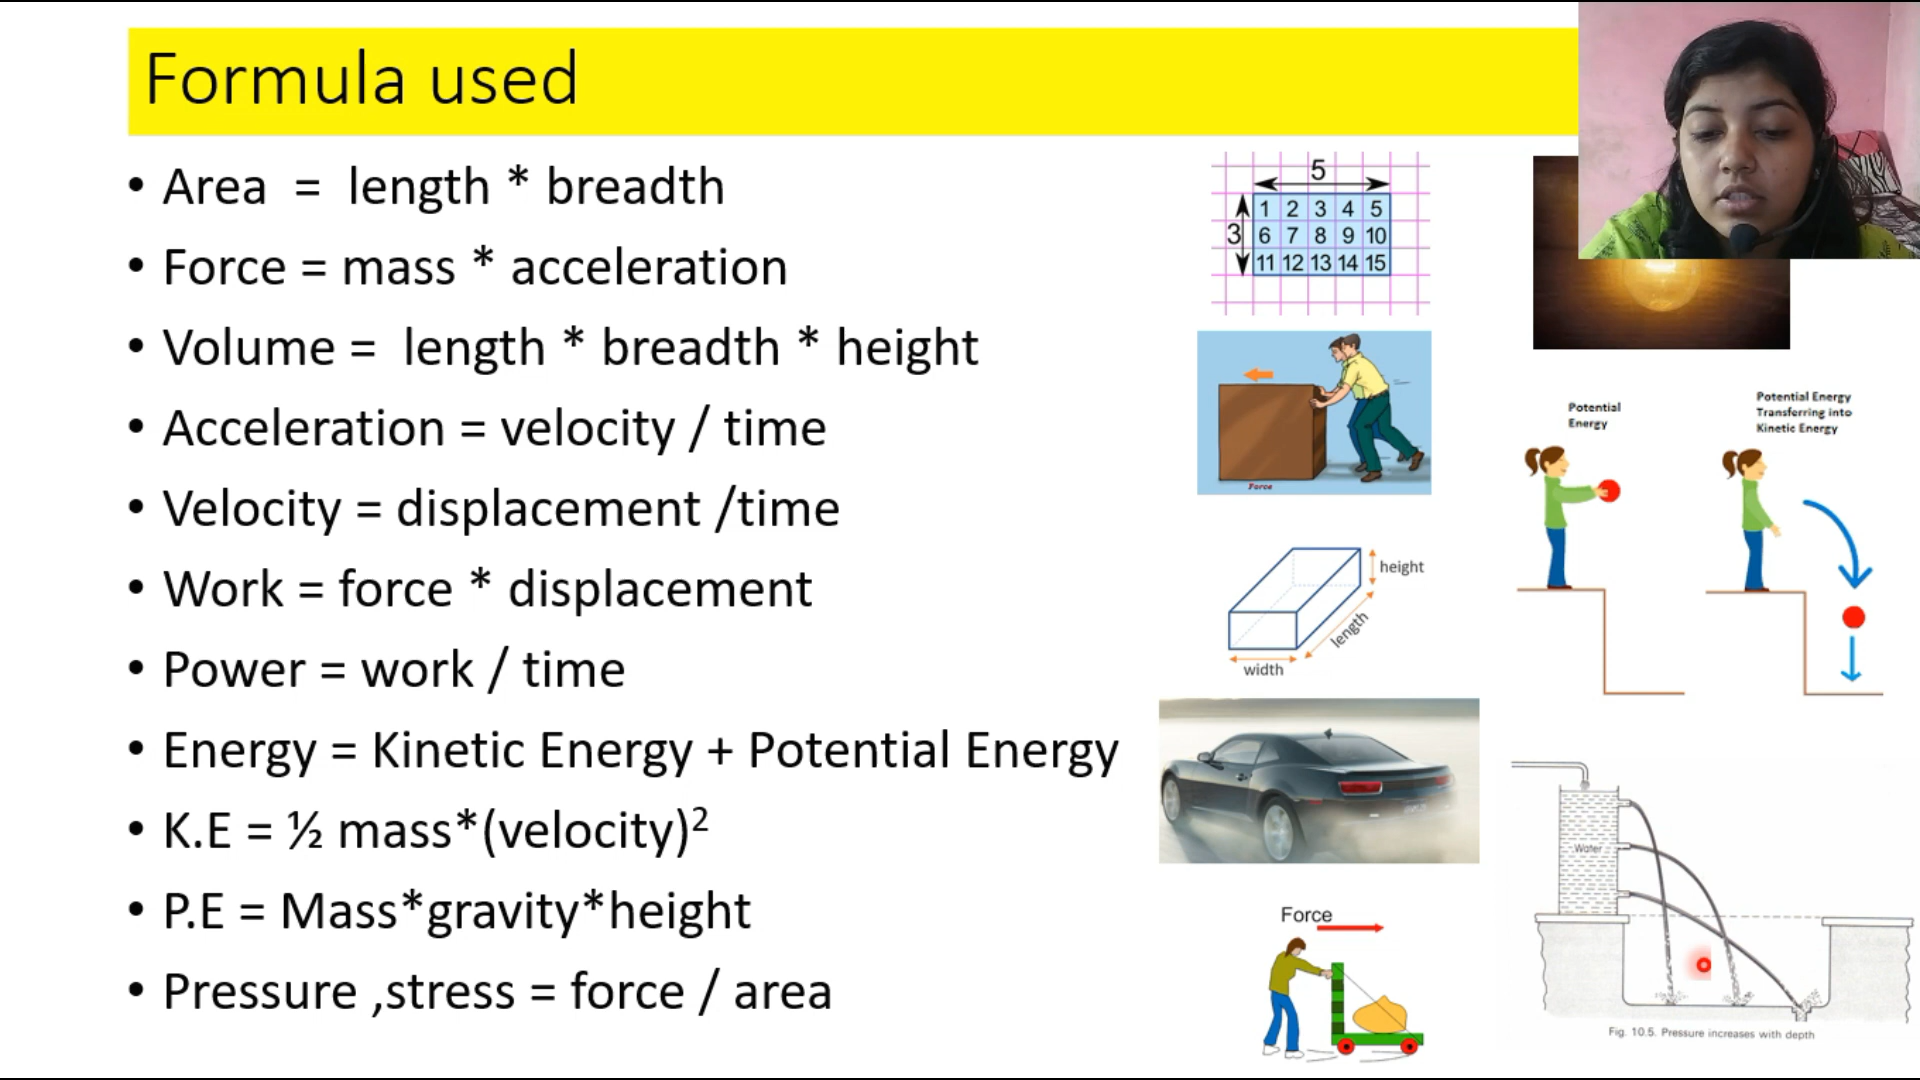 Formula used
• Area = length * breadth
• Force = mass * acceleration
• Volume = length * breadth * height
• Acceleration = velocity / time
• Velocity = displacement /time
• Work = force * displacement
• Power = work / time
• Energy = Kinetic Energy + Potential Energy
• K.E = ½ mass*(velocity)²
• P.E = Mass*gravity*height
• Pressure ,stress = force / area
5
3
1 2 3 4 5
6 7 8 9 10
11 12 13 14 15
Force
height
length
width
Force
Potential
Energy
Potential Energy
Transferring into
Kinetic Energy
Water
Fig. 10.5. Pressure increases with depth